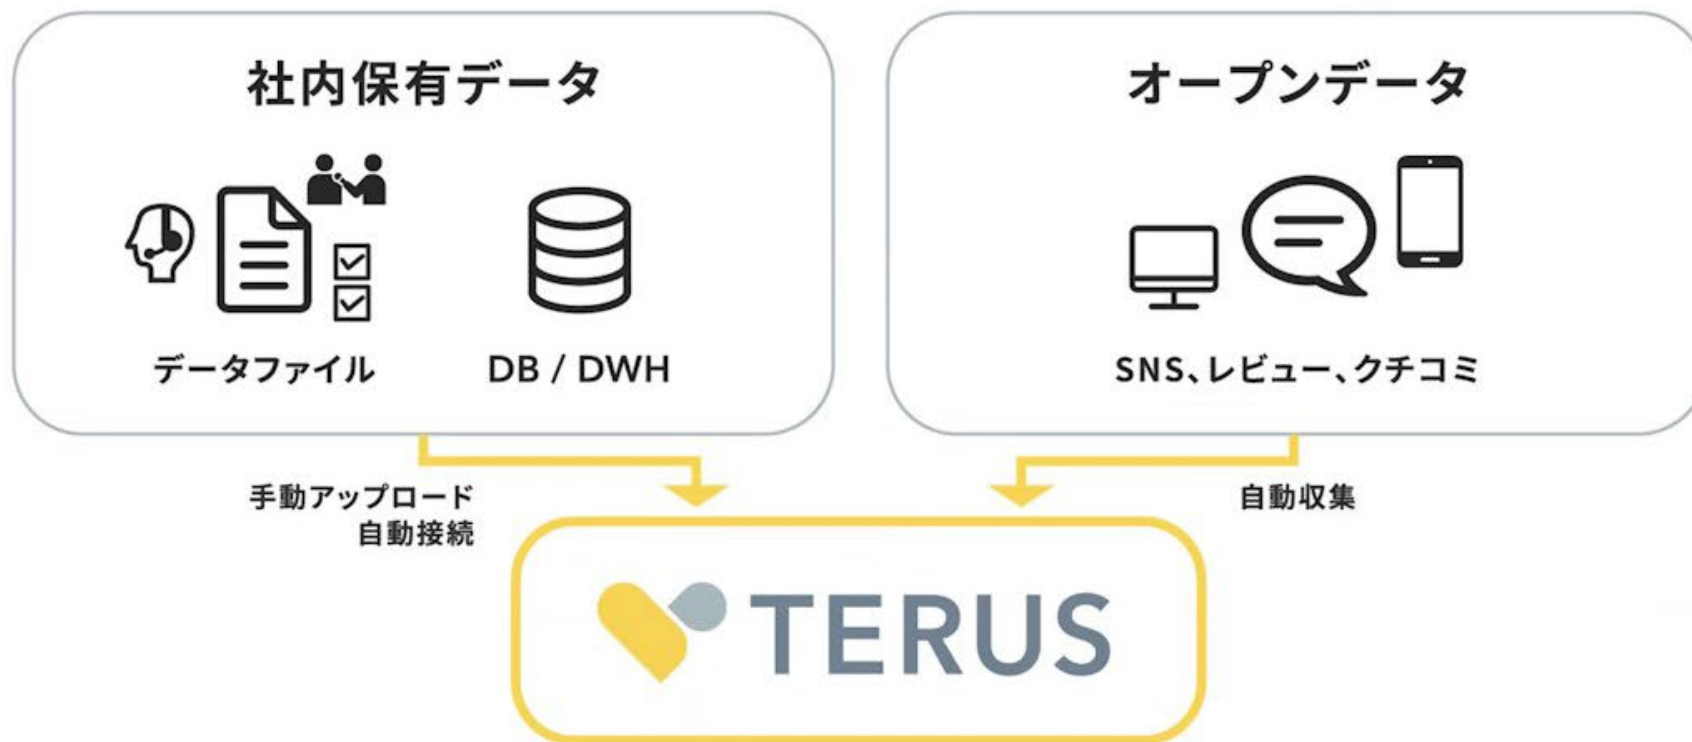 社内保有データ
オープンデータ
データファイル
DB / DWH
SNS、レビュー、クチコミ
手動アップロード
自動接続
自動収集
TERUS